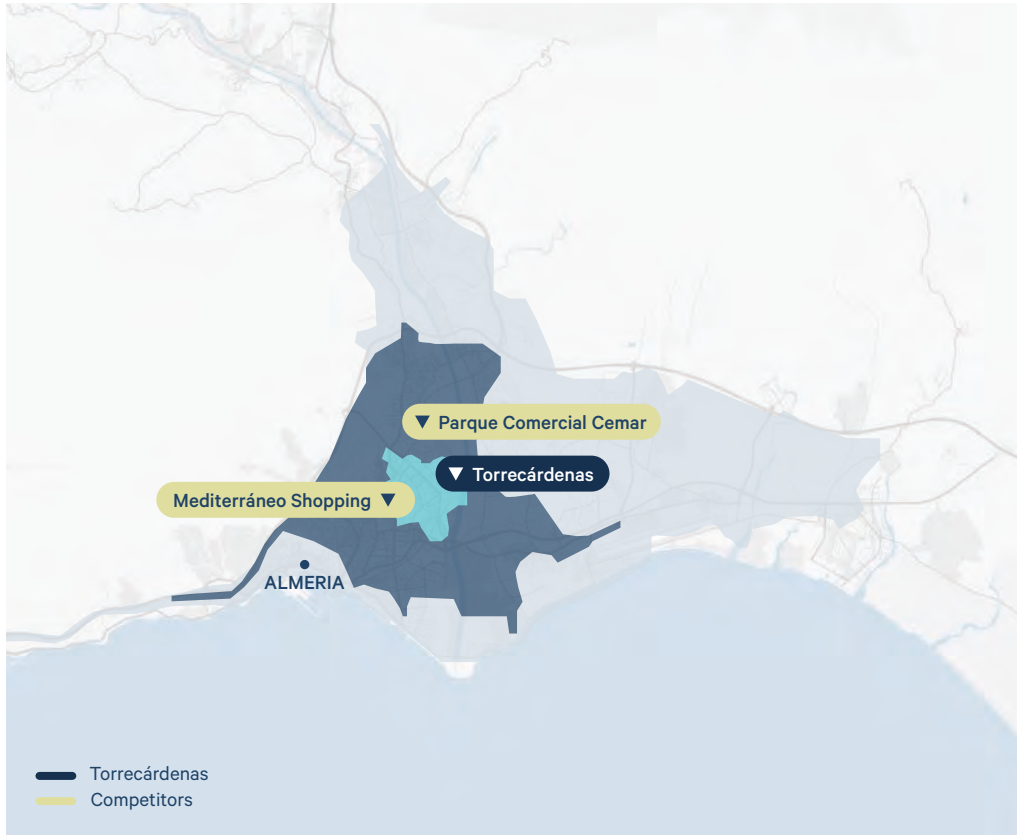 Parque Comercial Cemar
Torrecárdenas
Mediterráneo Shopping
ALMERIA
Torrecárdenas
Competitors